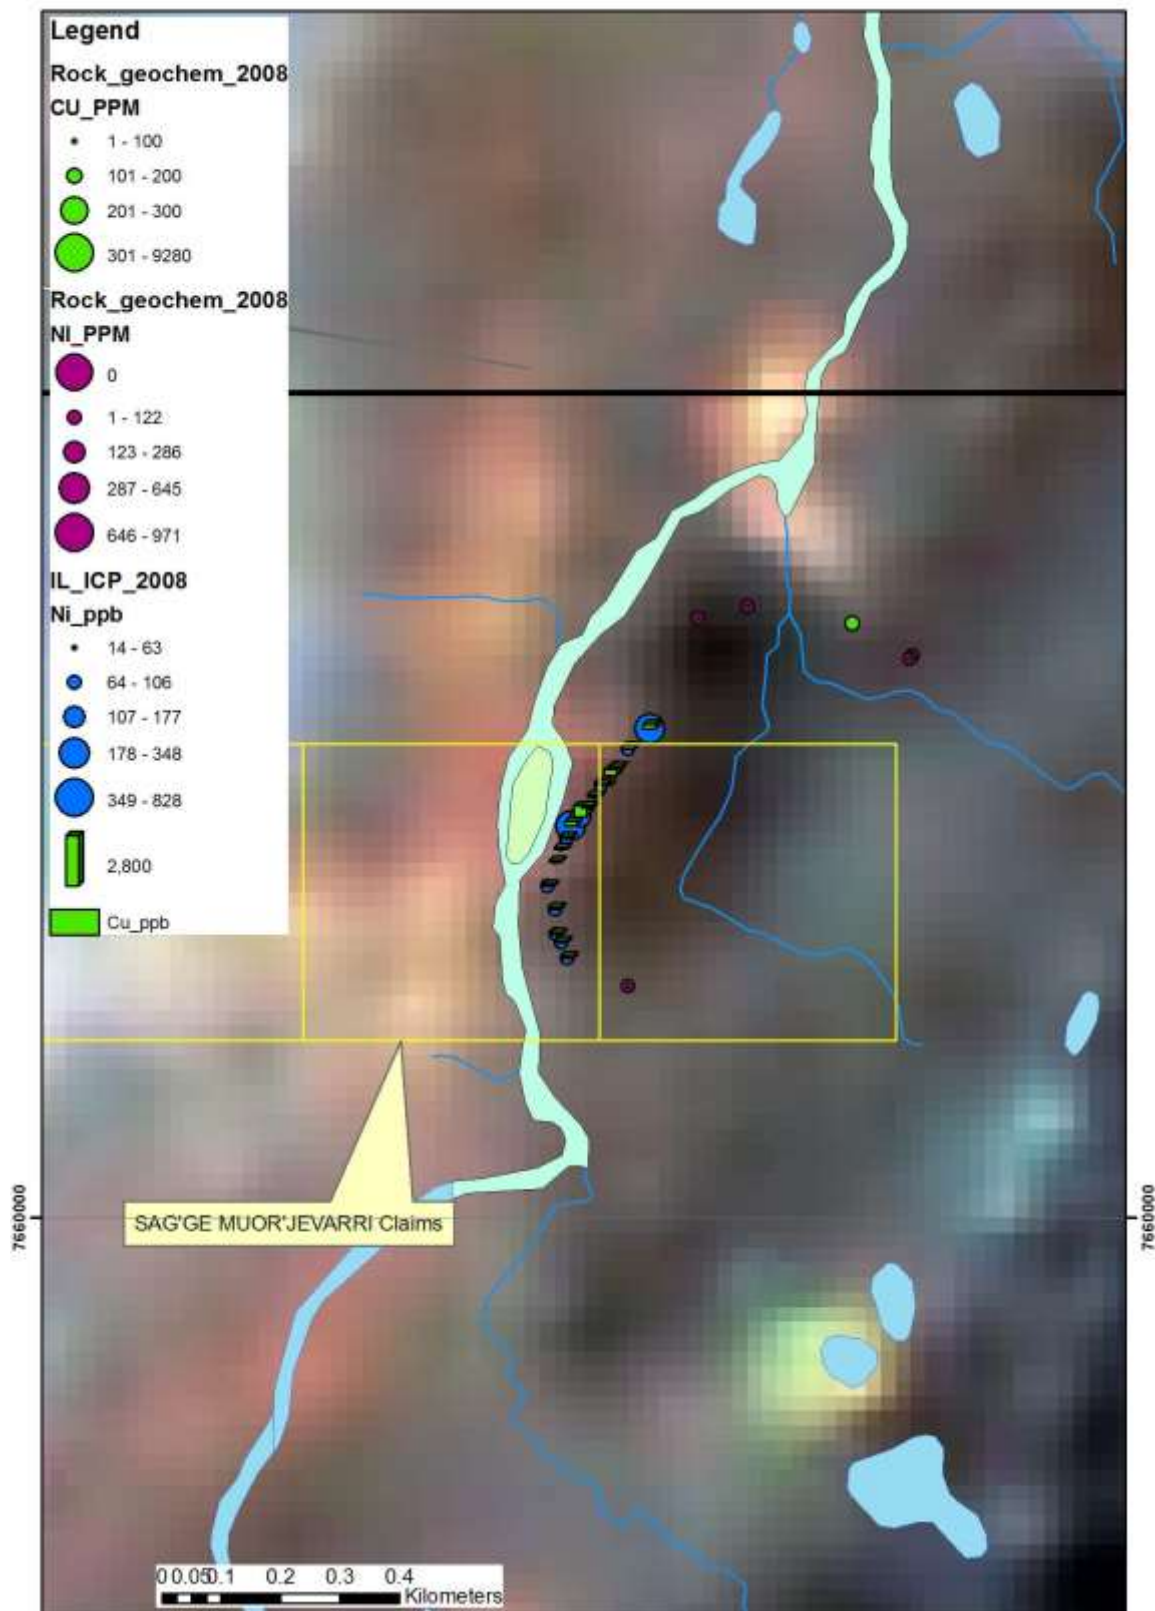 Legend
Rock_geochem_2008
CU_PPM
1 - 100
101 - 200
201 - 300
301 - 9280
Rock_geochem_2008
NI_PPM
0
1 - 122
123 - 286
287 - 645
646 - 971
IL_ICP_2008
Ni_ppb
14 - 63
64 - 106
107 - 177
178 - 348
349 - 828
2,800
Cu_ppb
SAG'GE MUOR'JEVARRI Claims
7660000
7660000
0 0.05 0.1 0.2 0.3 0.4
Kilometers